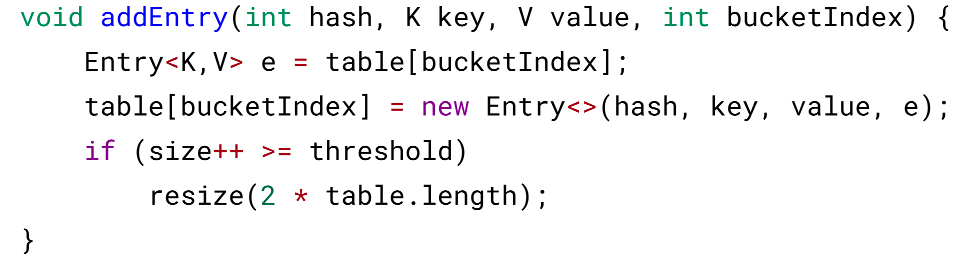 void addEntry(int hash, K key, V value, int bucketIndex) {
    Entry<K,V> e = table[bucketIndex];
    table[bucketIndex] = new Entry<>(hash, key, value, e);
    if (size++ >= threshold)
        resize(2 * table.length);
}